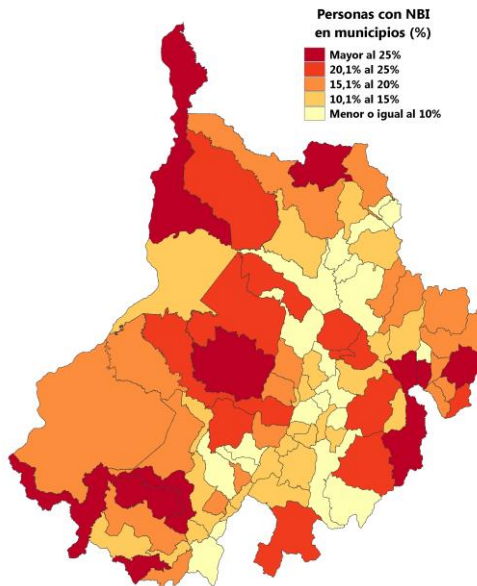 Personas con NBI
en municipios (%)
Mayor al 25%
20,1% al 25%
15,1% al 20%
10,1% al 15%
Menor o igual al 10%